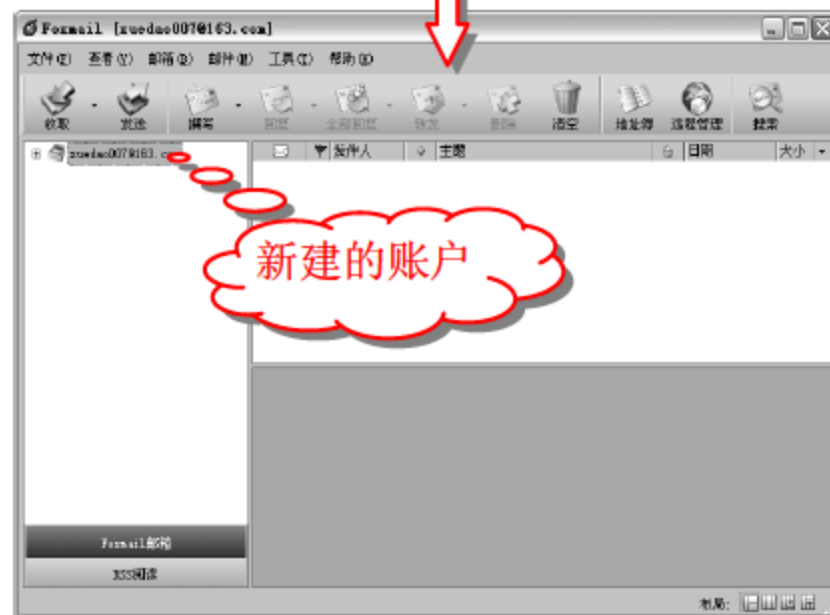 Foxmail [xuedao007@163.com]
文件(F) 查看(V) 邮箱(B) 邮件(M) 工具(T) 帮助(H)
收取 发送 撰写 回复 全部回复 转发 删除 清空 地址簿 远程管理 搜索
xuedao007@163.c
发件人 主题 日期 大小
新建的账户
Foxmail邮箱
RSS阅读
布局: